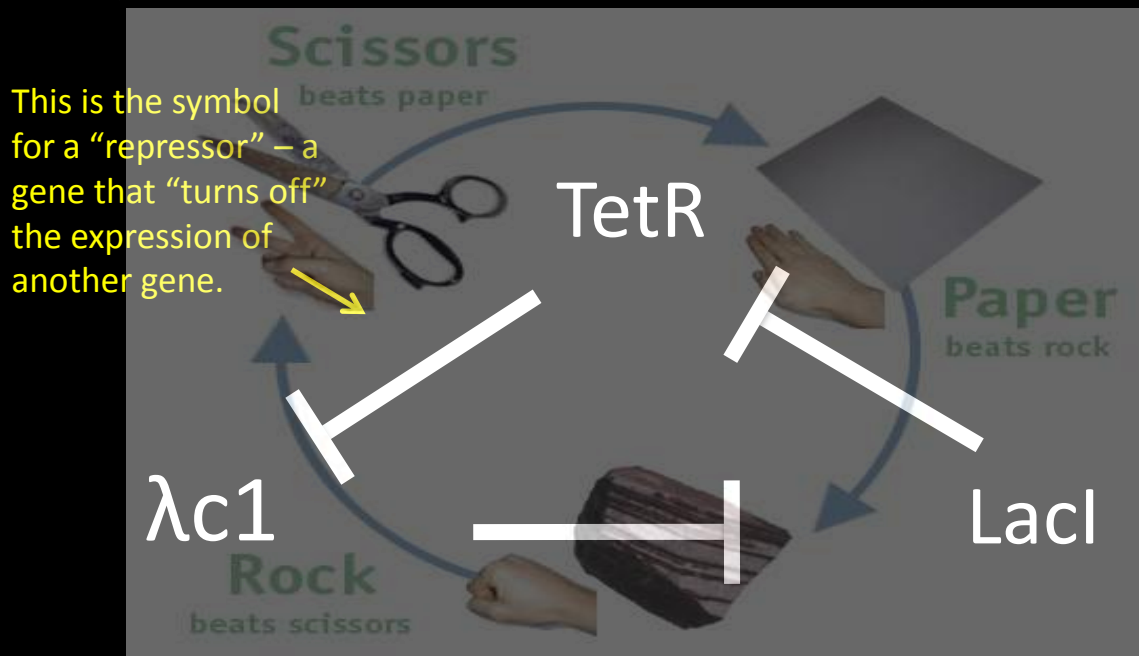 Scissors
beats paper
This is the symbol
for a “repressor” – a
gene that “turns off”
the expression of
another gene.
TetR
Paper
beats rock
λc1
LacI
Rock
beats scissors